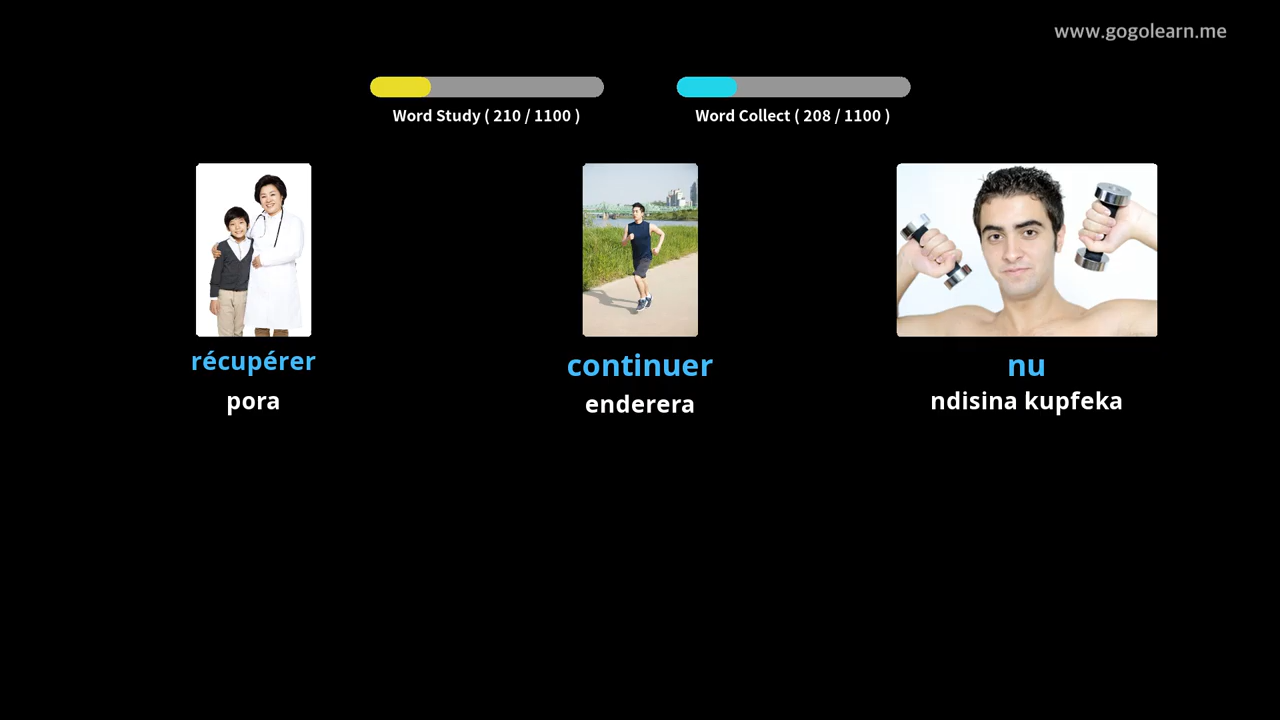 www.gogolearn.me
Word Study ( 210 / 1100 )
Word Collect ( 208 / 1100 )
récupérer
continuer
nu
pora
enderera
ndisina kupfeka